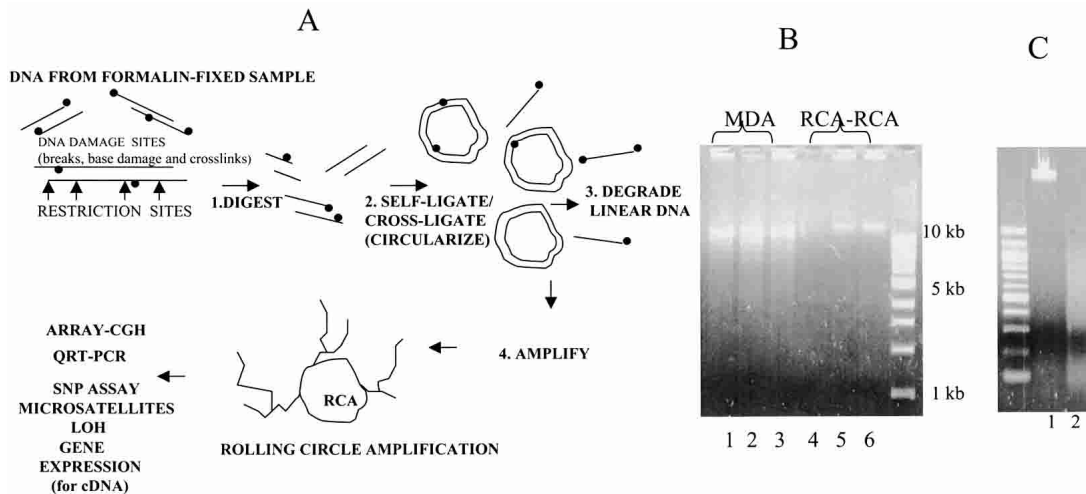 A
DNA FROM FORMALIN-FIXED SAMPLE
DNA DAMAGE SITES
(breaks, base damage and crosslinks)
RESTRICTION SITES
1.DIGEST
2. SELF-LIGATE/
CROSS-LIGATE
(CIRCULARIZE)
3. DEGRADE
LINEAR DNA
4. AMPLIFY
RCA
ROLLING CIRCLE AMPLIFICATION
ARRAY-CGH
QRT-PCR
SNP ASSAY
MICROSATELLITES
LOH
GENE
EXPRESSION
(for cDNA)
B
MDA RCA-RCA
10 kb
5 kb
1 kb
1 2 3 4 5 6
C
1 2